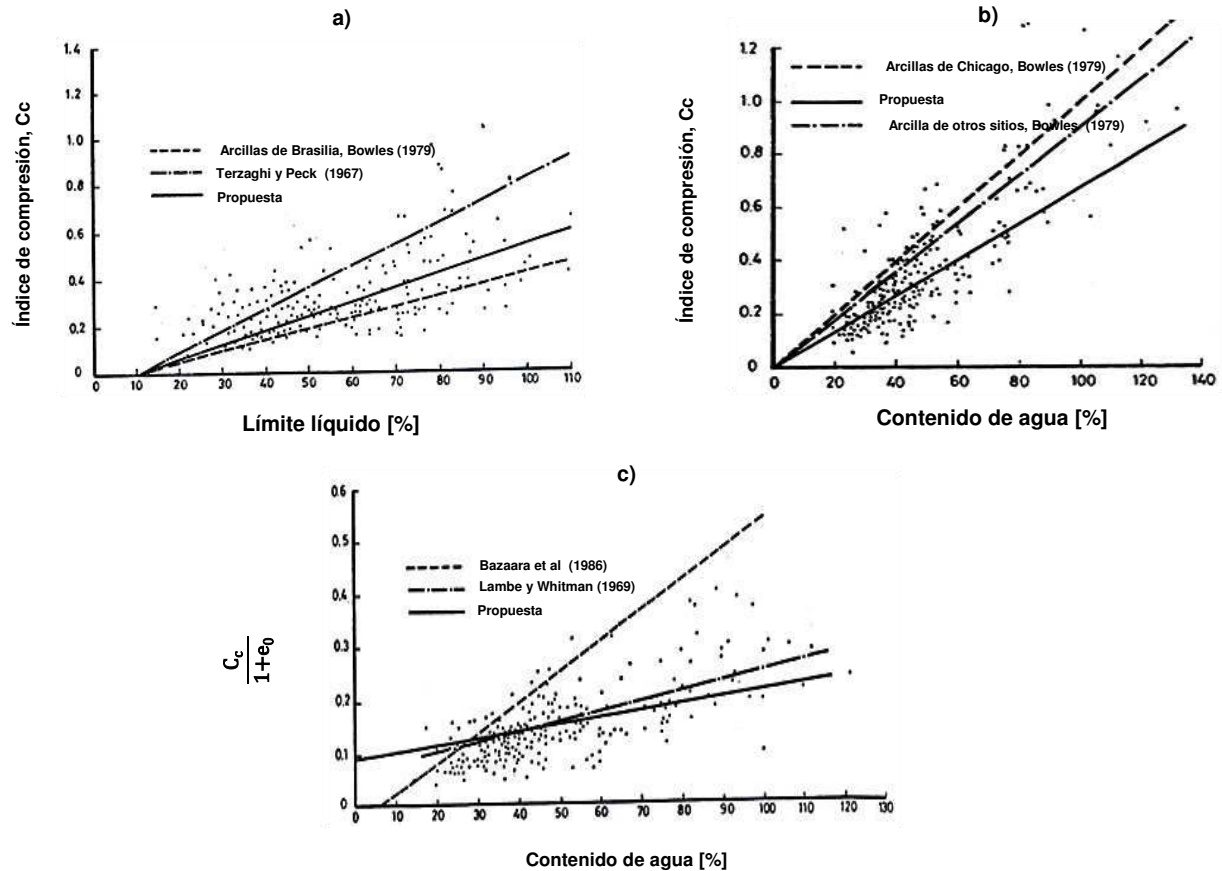 a)
Índice de compresión, Cc
1.4
1.2
1.0
0.8
0.6
0.4
0.2
0
Arcillas de Brasilia, Bowles (1979)
Terzaghi y Peck (1967)
Propuesta
0 10 20 30 40 50 60 70 80 90 100 110
Límite líquido [%]
b)
Índice de compresión, Cc
1.2
1.0
0.8
0.6
0.4
0.2
0
Arcillas de Chicago, Bowles (1979)
Propuesta
Arcilla de otros sitios, Bowles (1979)
0 20 40 60 80 100 120 140
Contenido de agua [%]
c)
C_c
1+e_0
0.6
0.5
0.4
0.3
0.2
0.1
0
Bazaara et al (1986)
Lambe y Whitman (1969)
Propuesta
0 10 20 30 40 50 60 70 80 90 100 110 120 130
Contenido de agua [%]